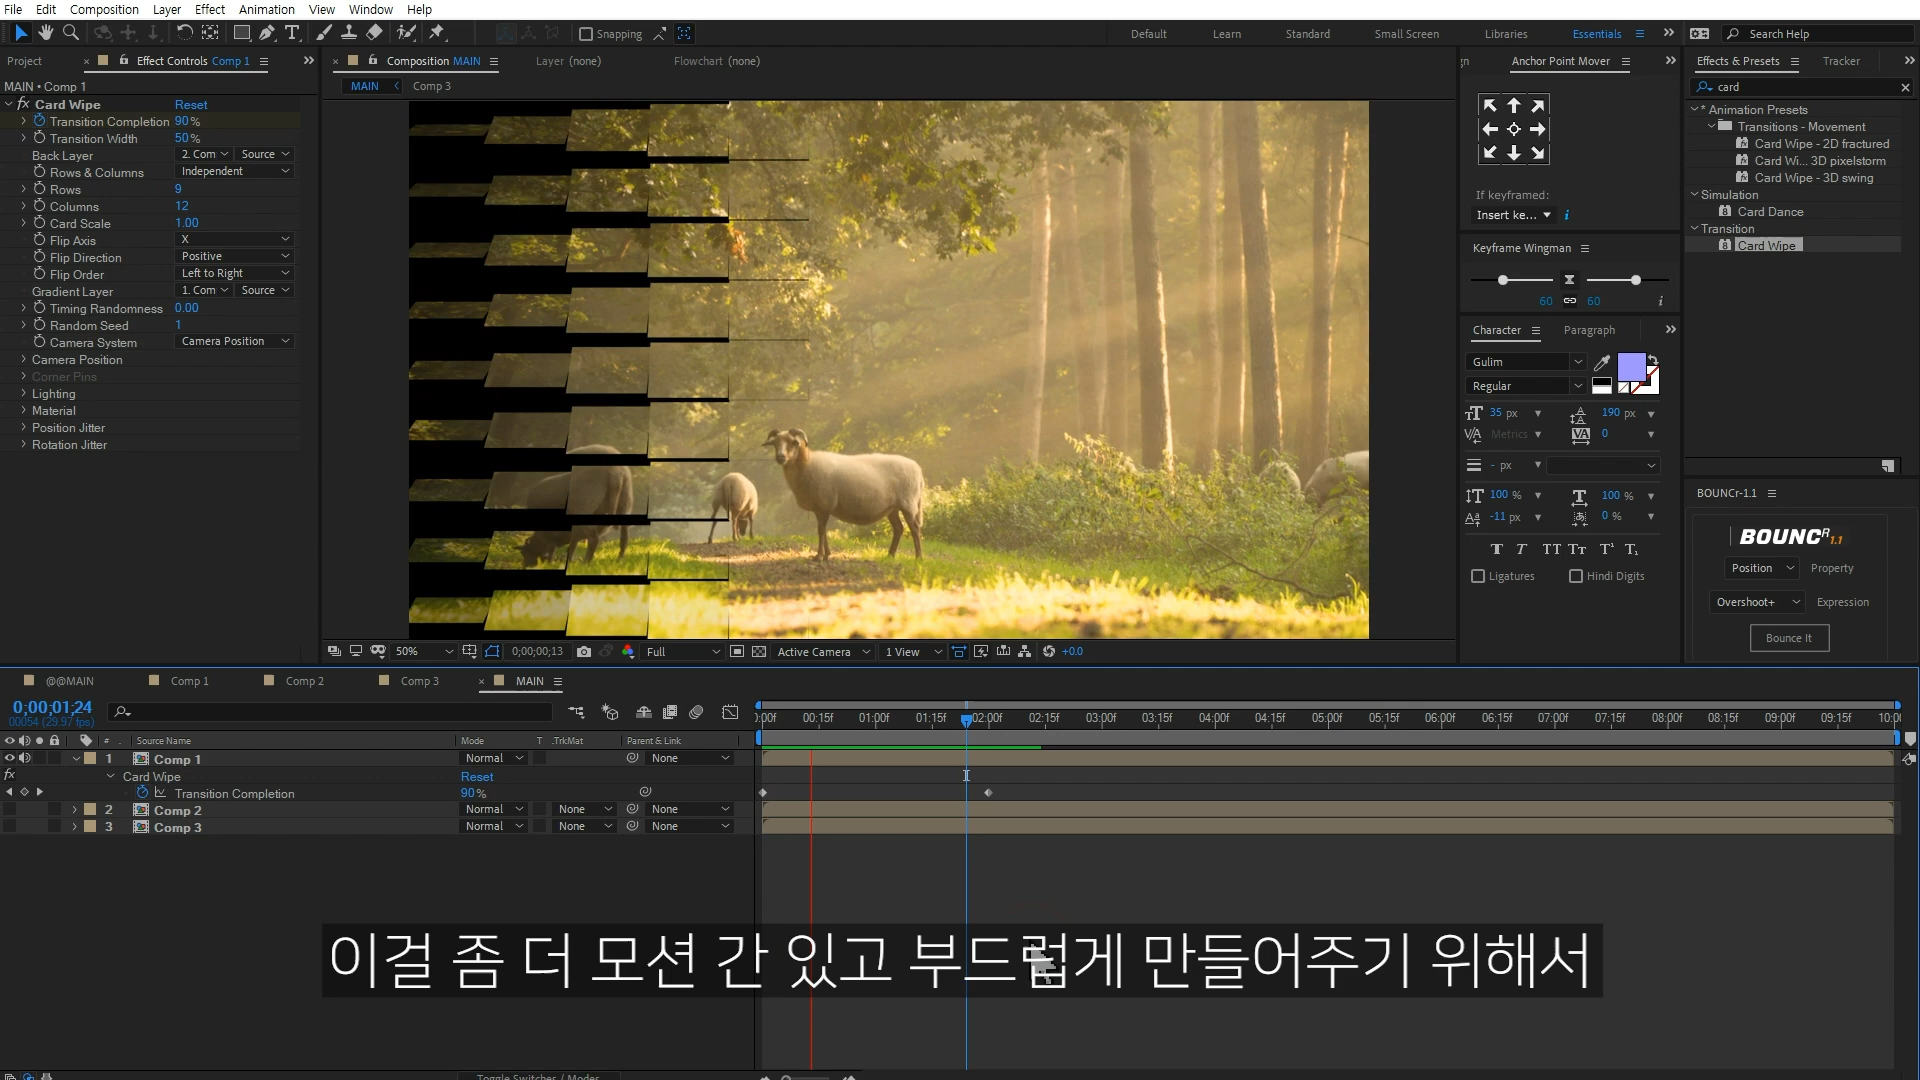 File Edit Composition Layer Effect Animation View Window Help
Snapping Default Learn Standard Small Screen Libraries Essentials Search Help
Project Effect Controls Comp 1
MAIN • Comp 1
Card Wipe Reset
Transition Completion 90%
Transition Width 50%
Back Layer 2. Com Source
Rows & Columns Independent
Rows 9
Columns 12
Card Scale 1.00
Flip Axis X
Flip Direction Positive
Flip Order Left to Right
Gradient Layer 1. Com Source
Timing Randomness 0.00
Random Seed 1
Camera System Camera Position
Camera Position
Corner Pins
Lighting
Material
Position Jitter
Rotation Jitter
Composition MAIN Layer (none) Flowchart (none)
MAIN Comp 3
50% 0;00;00;13 Full Active Camera 1 View +0.0
gn Anchor Point Mover
If keyframed:
Insert ke...
Keyframe Wingman
60 60
Character Paragraph
Gulim
Regular
35 px 190 px
Metrics 0
- px
100 % 100 %
-11 px 0 %
Ligatures Hindi Digits
Effects & Presets Tracker
card
* Animation Presets
Transitions - Movement
Card Wipe - 2D fractured
Card Wi... 3D pixelstorm
Card Wipe - 3D swing
Simulation
Card Dance
Transition
Card Wipe
BOUNCr-1.1
BOUNCR 1.1
Position Property
Overshoot+ Expression
Bounce It
@@MAIN Comp 1 Comp 2 Comp 3 MAIN
0;00;01;24
00054 (29.97 fps)
# Source Name Mode T .TrkMat Parent & Link
:00f 00:15f 01:00f 01:15f 02:00f 02:15f 03:00f 03:15f 04:00f 04:15f 05:00f 05:15f 06:00f 06:15f 07:00f 07:15f 08:00f 08:15f 09:00f 09:15f 10:0
1 Comp 1 Normal None
fx Card Wipe Reset
Transition Completion 90%
2 Comp 2 Normal None None
3 Comp 3 Normal None None
이걸 좀 더 모션 간 있고 부드럽게 만들어주기 위해서
Toggle Switches / Modes